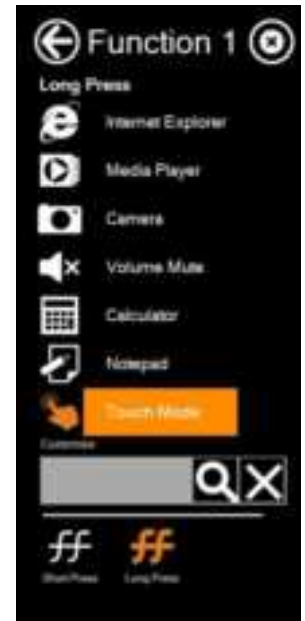 Function 1
Long Press
Internet Explorer
Media Player
Camera
Volume Mute
Calculator
Notepad
Touch Mode
Customize
Short Press Long Press